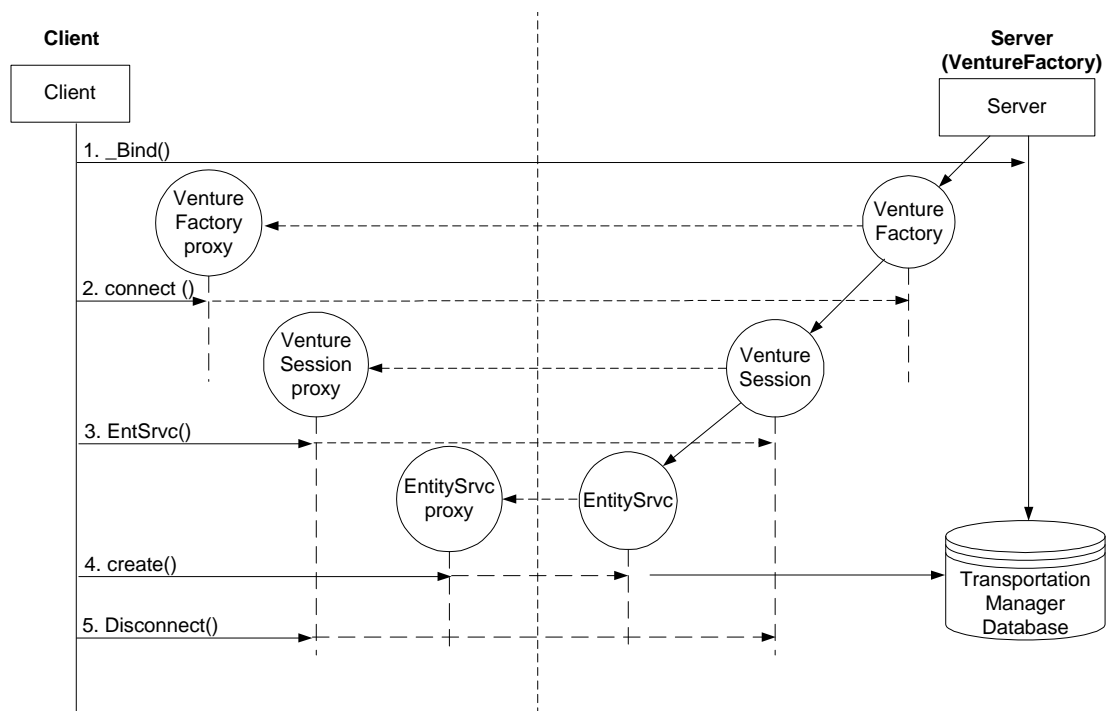 Client
Server
(VentureFactory)
Client
Server
1. _Bind()
Venture
Factory
proxy
Venture
Factory
2. connect ()
Venture
Session
proxy
Venture
Session
3. EntSrvc()
EntitySrvc
proxy
EntitySrvc
4. create()
Transportation
Manager
Database
5. Disconnect()